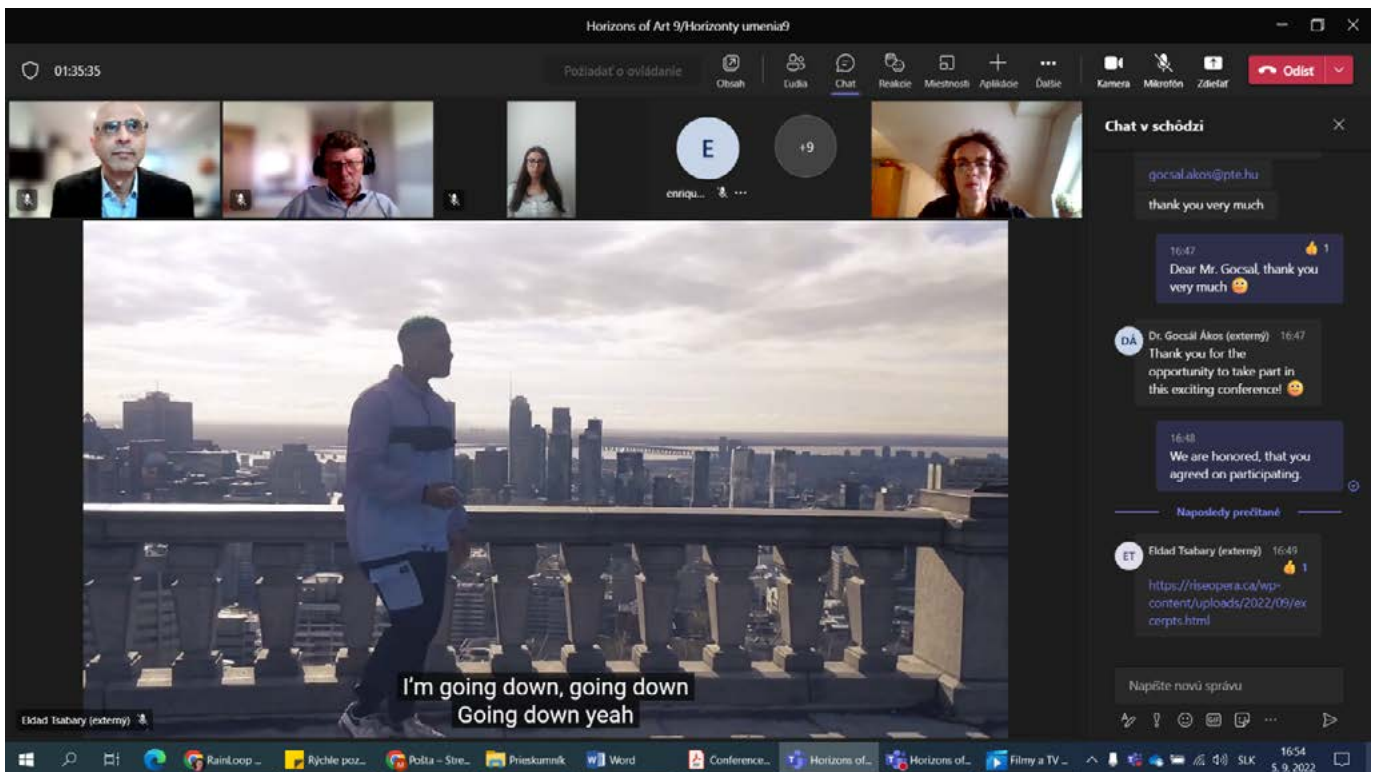 Horizons of Art 9/Horizonty umenia9
01:35:35
Požiadať o ovládanie
Obsah
Ľudia
Chat
Reakcie
Miestnosti
Aplikácie
Ďalšie
Kamera
Mikrofón
Zdieľať
Odísť
E
enriqu...
+9
Chat v schôdzi
gocsal.akos@pte.hu
thank you very much
16:47
1
Dear Mr. Gocsal, thank you
very much
DÁ
Dr. Gocsál Ákos (externý) 16:47
Thank you for the
opportunity to take part in
this exciting conference!
16:48
We are honored, that you
agreed on participating.
Naposledy prečítané
ET
Eldad Tsabary (externý) 16:49
1
https://riseopera.ca/wp-
content/uploads/2022/09/ex
cerpts.html
Napíšte novú správu
GIF
I'm going down, going down
Going down yeah
Eldad Tsabary (externý)
RainLoop ...
Rýchle poz...
Pošta – Stre...
Prieskumník
Word
Conference...
Horizons of...
Horizons of...
Filmy a TV ...
SLK
16:54
5. 9. 2022